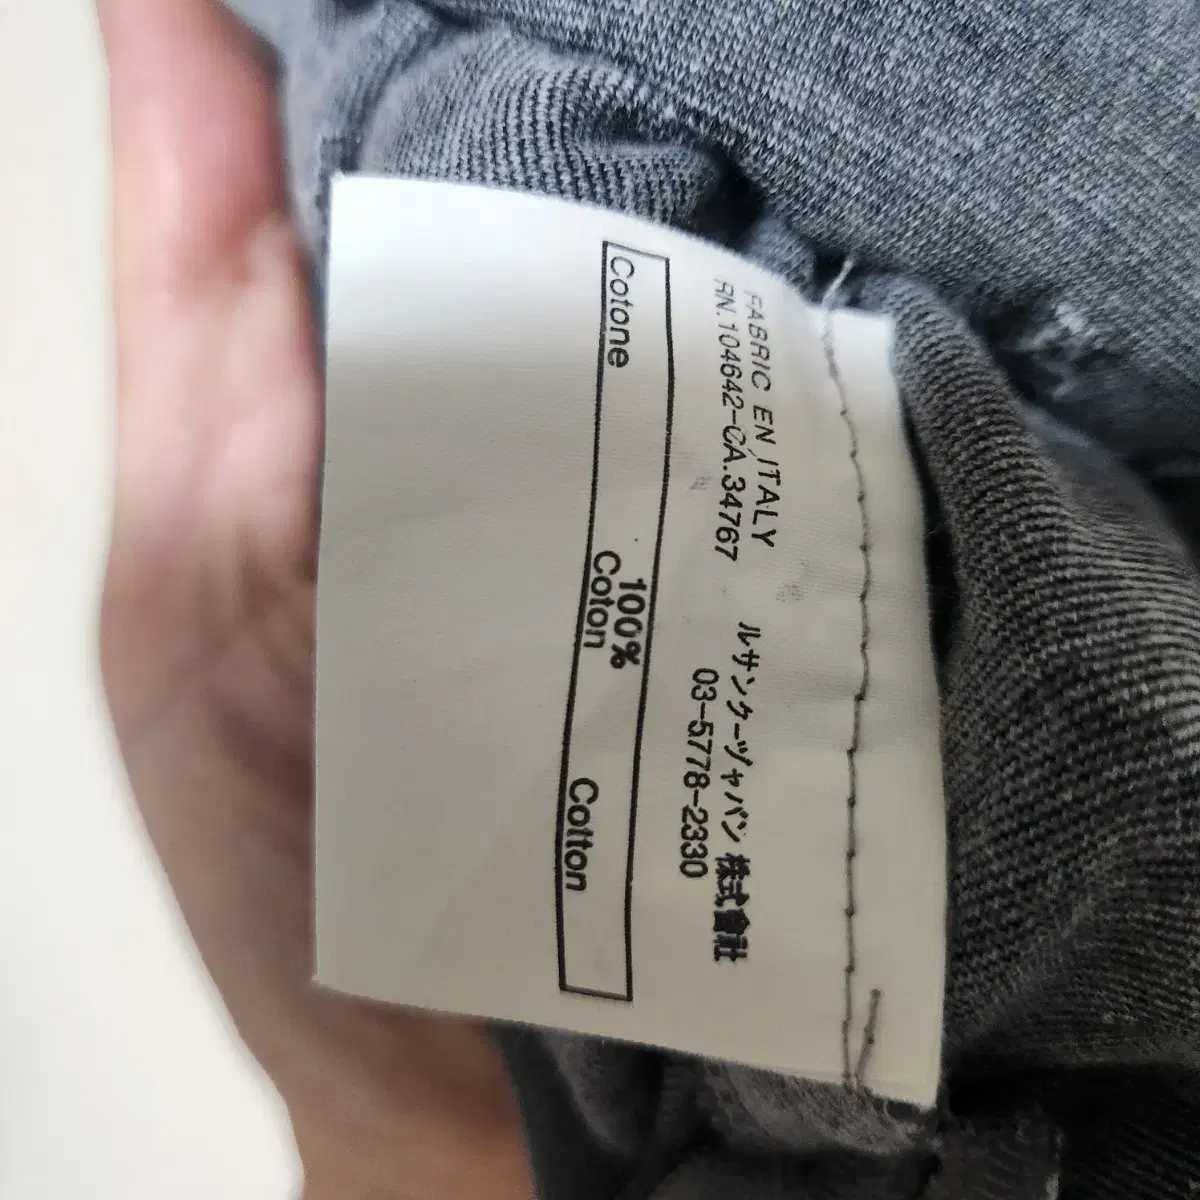 FABRIC EN ITALY
RN.104642-CA.34767
ルサンクージャパン 株式會社
03-5778-2330
100%
Cotone Coton Cotton